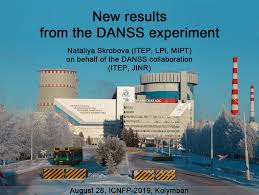 New results
from the DANSS experiment
Nataliya Skrobova (ITEP, LPI, MIPT)
on behalf of the DANSS collaboration
(ITEP, JINR)
August 28, ICNFP-2019, Kolymbari